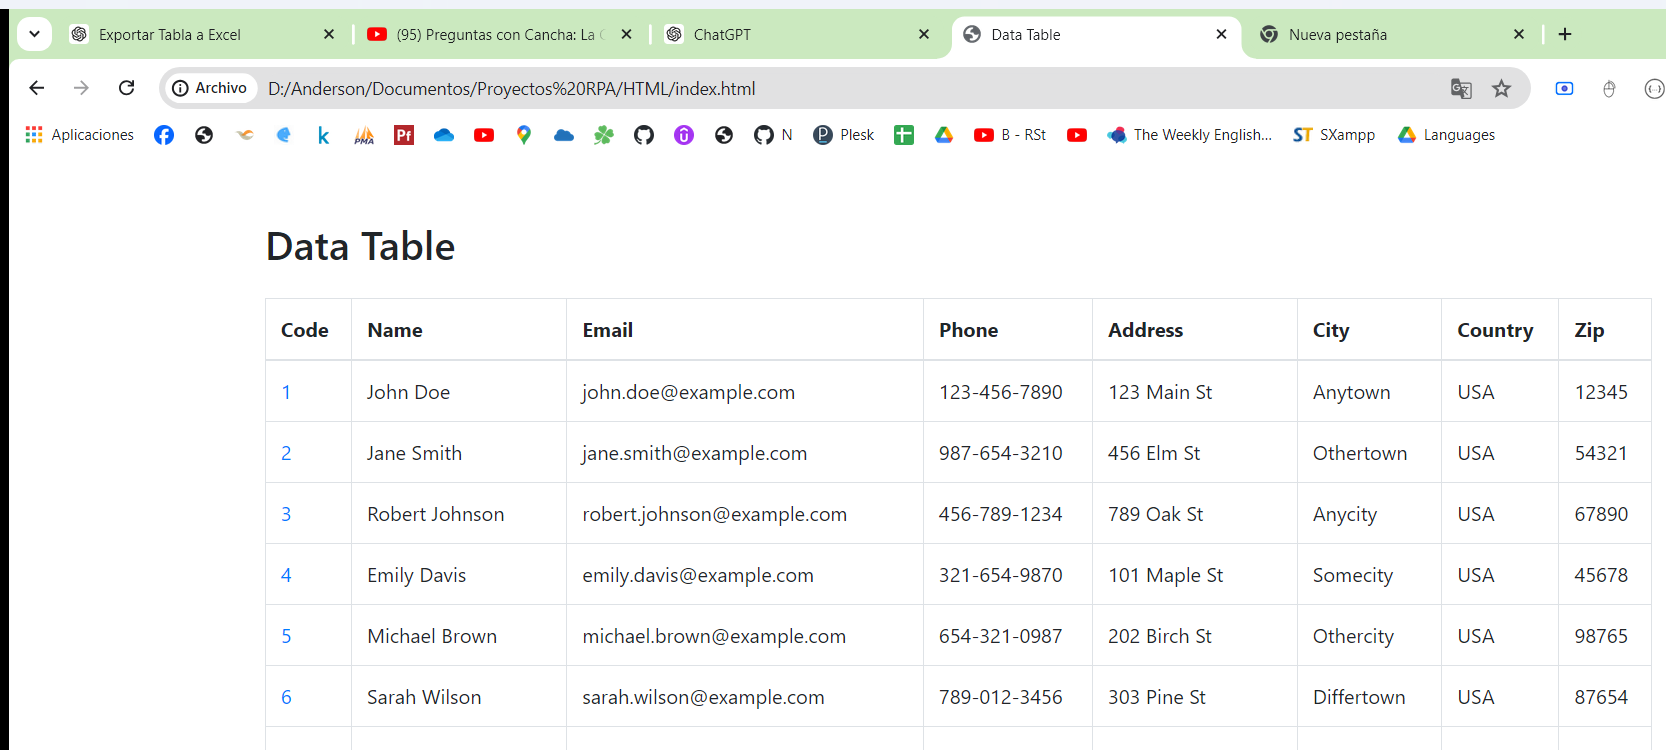 Exportar Tabla a Excel (95) Preguntas con Cancha: La ChatGPT Data Table Nueva pestaña
Archivo D:/Anderson/Documentos/Proyectos%20RPA/HTML/index.html
Aplicaciones k PMA Pf N P Plesk B - RSt The Weekly English... ST SXampp Languages
Data Table
Code Name Email Phone Address City Country Zip
1 John Doe john.doe@example.com 123-456-7890 123 Main St Anytown USA 12345
2 Jane Smith jane.smith@example.com 987-654-3210 456 Elm St Othertown USA 54321
3 Robert Johnson robert.johnson@example.com 456-789-1234 789 Oak St Anycity USA 67890
4 Emily Davis emily.davis@example.com 321-654-9870 101 Maple St Somecity USA 45678
5 Michael Brown michael.brown@example.com 654-321-0987 202 Birch St Othercity USA 98765
6 Sarah Wilson sarah.wilson@example.com 789-012-3456 303 Pine St Differtown USA 87654